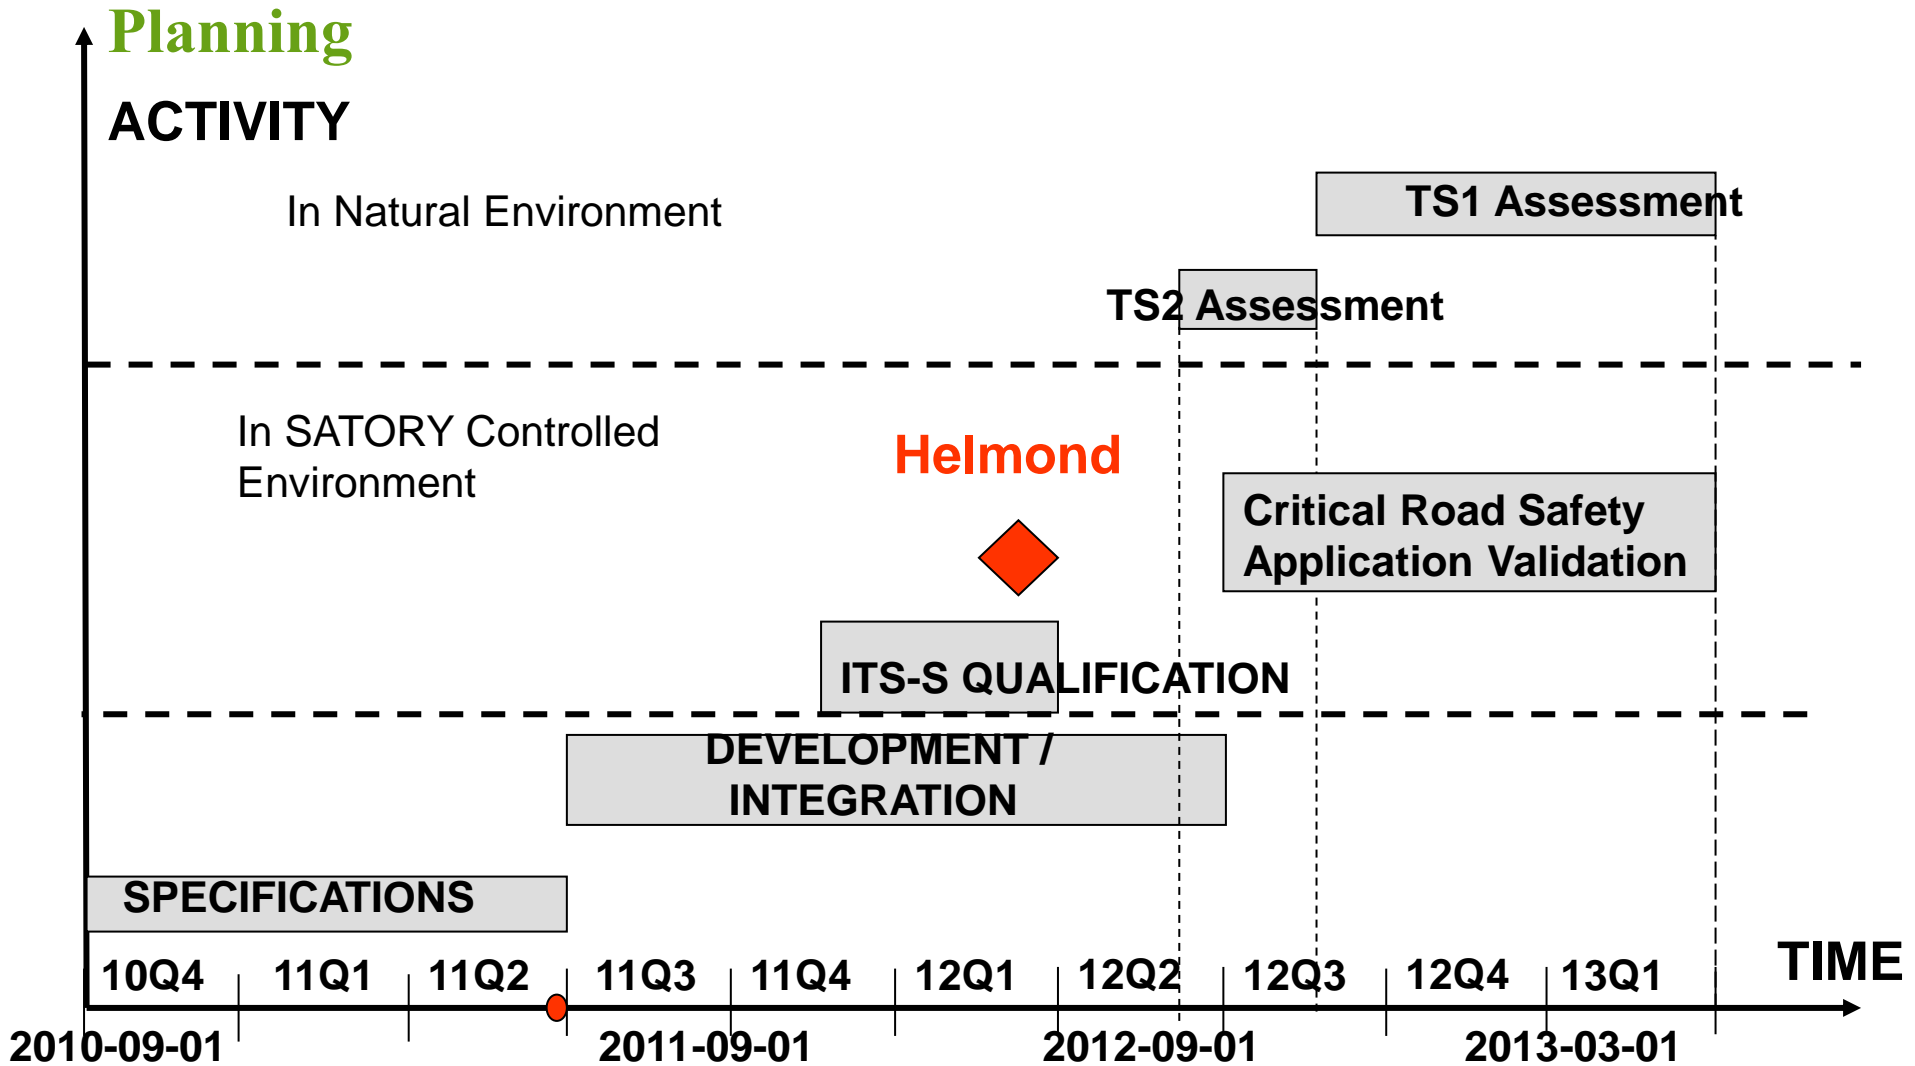 Planning
ACTIVITY
In Natural Environment
TS1 Assessment
TS2 Assessment
In SATORY Controlled
Environment
Helmond
Critical Road Safety
Application Validation
ITS-S QUALIFICATION
DEVELOPMENT /
INTEGRATION
SPECIFICATIONS
TIME
10Q4 11Q1 11Q2 11Q3 11Q4 12Q1 12Q2 12Q3 12Q4 13Q1
2010-09-01 2011-09-01 2012-09-01 2013-03-01